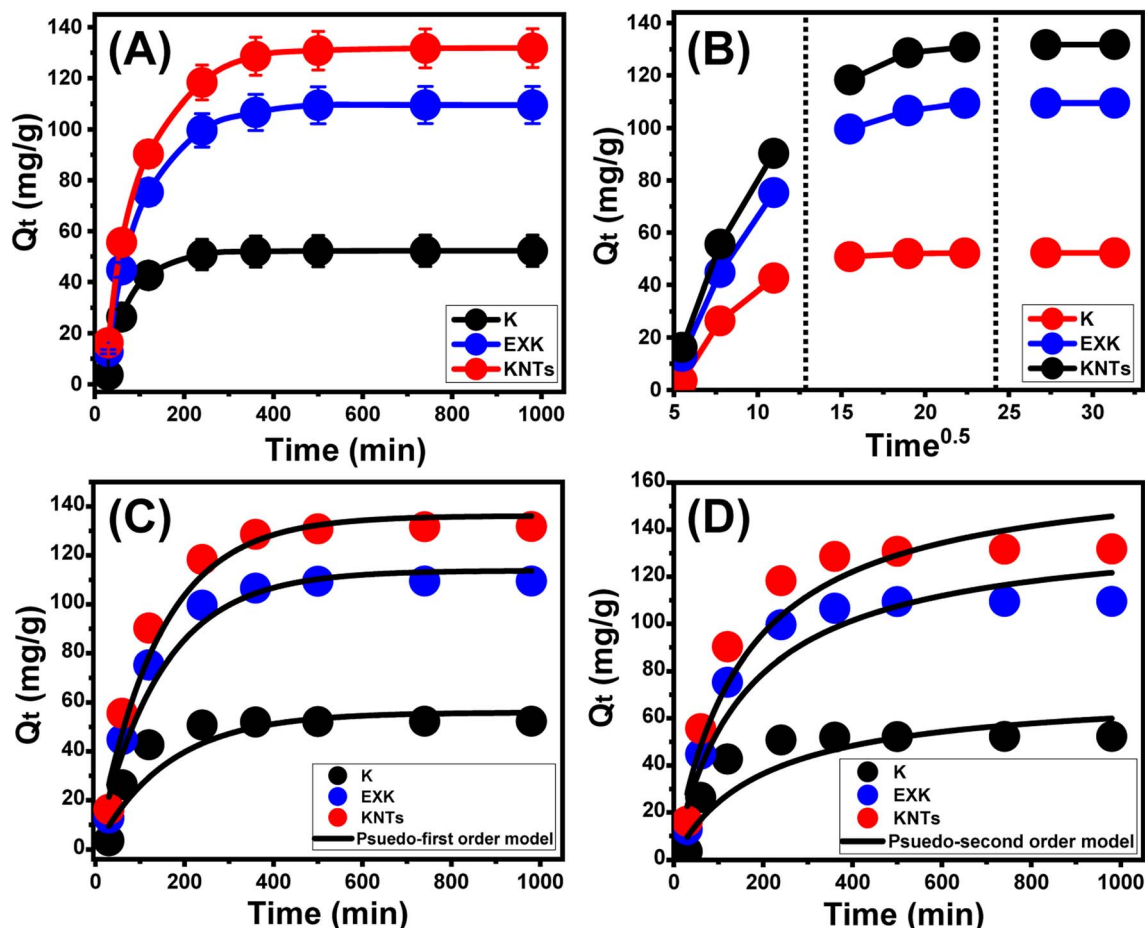 (A)
Qt (mg/g)
140
120
100
80
60
40
20
0
K
EXK
KNTs
0 200 400 600 800 1000
Time (min)
(B)
Qt (mg/g)
140
120
100
80
60
40
20
0
K
EXK
KNTs
5 10 15 20 25 30
Time^0.5
(C)
Qt (mg/g)
140
120
100
80
60
40
20
0
K
EXK
KNTs
Psuedo-first order model
0 200 400 600 800 1000
Time (min)
(D)
Qt (mg/g)
160
140
120
100
80
60
40
20
0
K
EXK
KNTs
Psuedo-second order model
0 200 400 600 800 1000
Time (min)